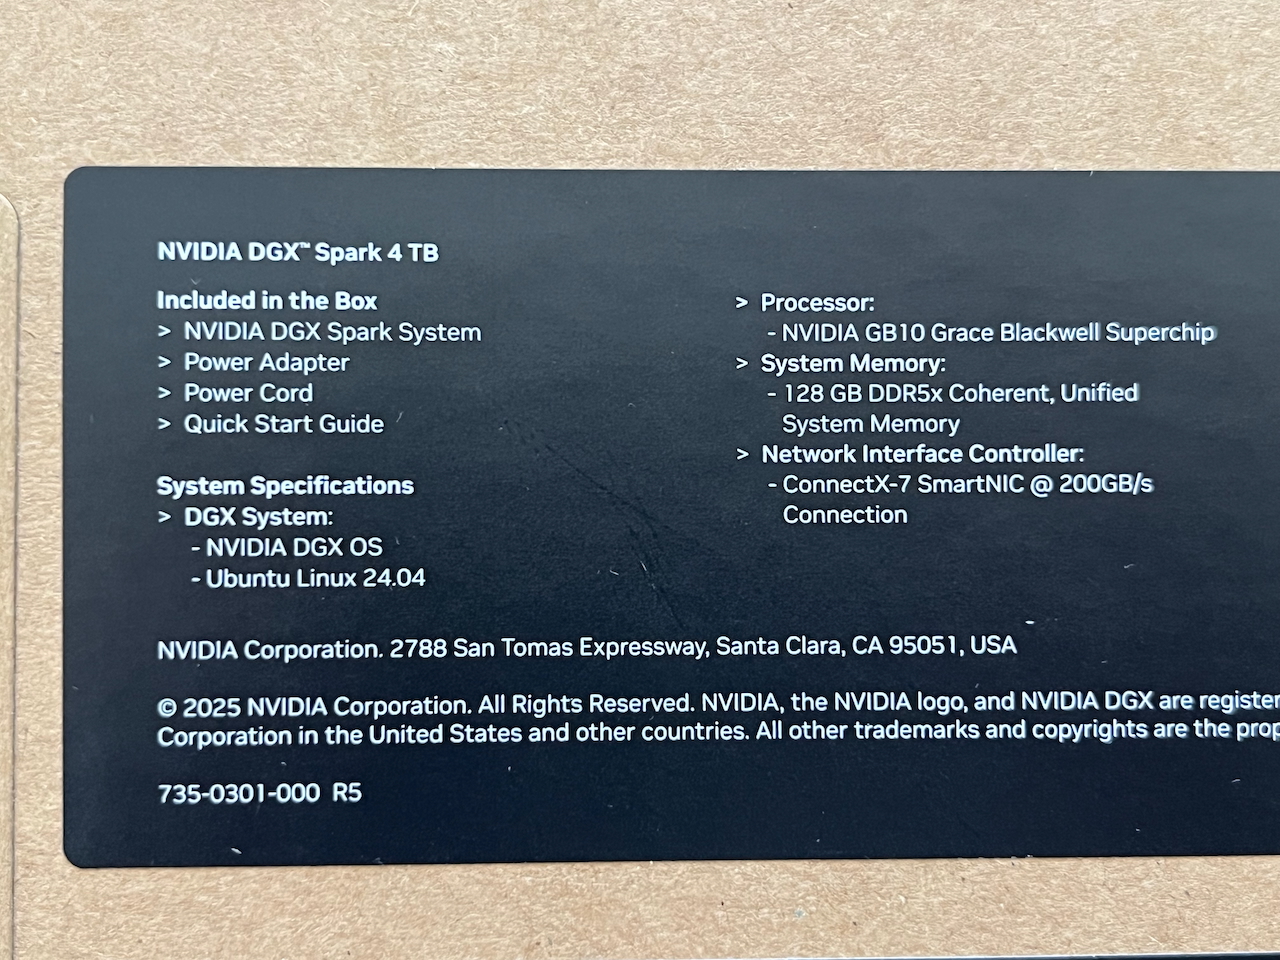 NVIDIA DGX™ Spark 4 TB
Included in the Box
> NVIDIA DGX Spark System
> Power Adapter
> Power Cord
> Quick Start Guide
System Specifications
> DGX System:
- NVIDIA DGX OS
- Ubuntu Linux 24.04
> Processor:
- NVIDIA GB10 Grace Blackwell Superchip
> System Memory:
- 128 GB DDR5x Coherent, Unified
System Memory
> Network Interface Controller:
- ConnectX-7 SmartNIC @ 200GB/s
Connection
NVIDIA Corporation. 2788 San Tomas Expressway, Santa Clara, CA 95051, USA
© 2025 NVIDIA Corporation. All Rights Reserved. NVIDIA, the NVIDIA logo, and NVIDIA DGX are
Corporation in the United States and other countries. All other trademarks and copyrights are the
735-0301-000 R5